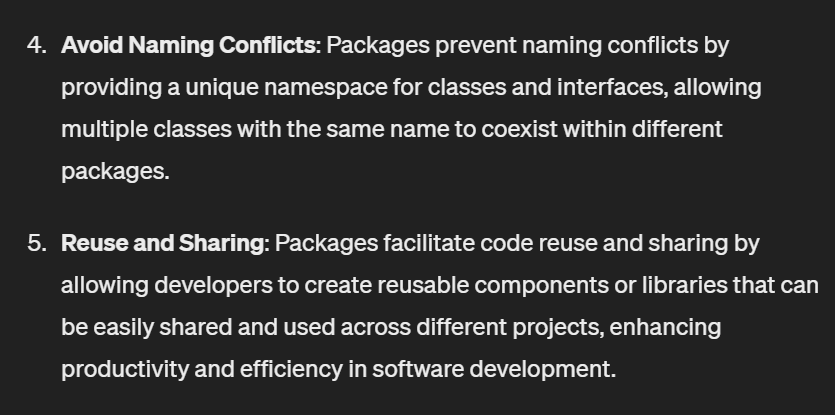 4. Avoid Naming Conflicts: Packages prevent naming conflicts by
providing a unique namespace for classes and interfaces, allowing
multiple classes with the same name to coexist within different
packages.
5. Reuse and Sharing: Packages facilitate code reuse and sharing by
allowing developers to create reusable components or libraries that can
be easily shared and used across different projects, enhancing
productivity and efficiency in software development.